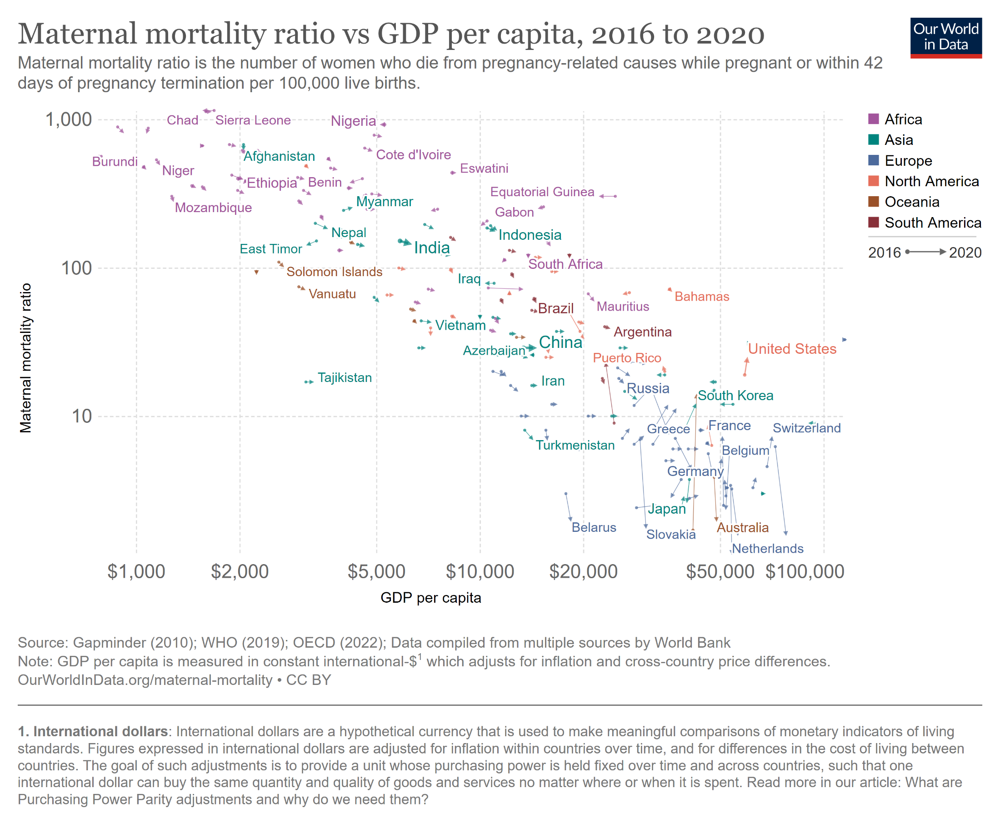 Maternal mortality ratio vs GDP per capita, 2016 to 2020
Our World
in Data
Maternal mortality ratio is the number of women who die from pregnancy-related causes while pregnant or within 42
days of pregnancy termination per 100,000 live births.
1,000
100
10
Maternal mortality ratio
Chad
Sierra Leone
Nigeria
Burundi
Niger
Afghanistan
Cote d'Ivoire
Eswatini
Ethiopia
Benin
Equatorial Guinea
Mozambique
Myanmar
Gabon
Nepal
Indonesia
East Timor
India
South Africa
Solomon Islands
Iraq
Vanuatu
Bahamas
Mauritius
Brazil
Vietnam
Argentina
China
Azerbaijan
United States
Puerto Rico
Tajikistan
Iran
Russia
South Korea
Greece
France
Switzerland
Turkmenistan
Belgium
Germany
Japan
Belarus
Slovakia
Australia
Netherlands
Africa
Asia
Europe
North America
Oceania
South America
2016
2020
$1,000
$2,000
$5,000
$10,000
$20,000
$50,000
$100,000
GDP per capita
Source: Gapminder (2010); WHO (2019); OECD (2022); Data compiled from multiple sources by World Bank
Note: GDP per capita is measured in constant international-$1 which adjusts for inflation and cross-country price differences.
OurWorldInData.org/maternal-mortality • CC BY
1. International dollars: International dollars are a hypothetical currency that is used to make meaningful comparisons of monetary indicators of living
standards. Figures expressed in international dollars are adjusted for inflation within countries over time, and for differences in the cost of living between
countries. The goal of such adjustments is to provide a unit whose purchasing power is held fixed over time and across countries, such that one
international dollar can buy the same quantity and quality of goods and services no matter where or when it is spent. Read more in our article: What are
Purchasing Power Parity adjustments and why do we need them?